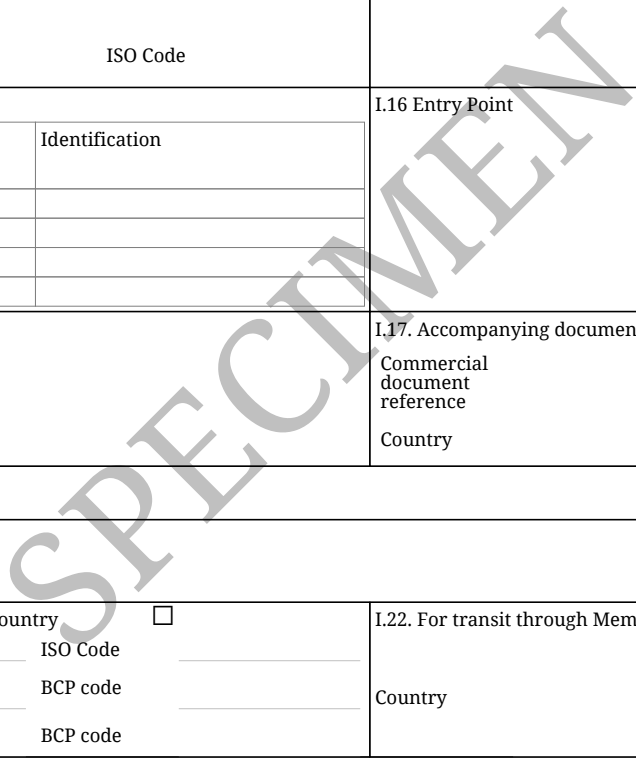 ISO Code
I.16 Entry Point
Identification
I.17. Accompanying documen
Commercial
document
reference
Country
ountry
I.22. For transit through Mem
ISO Code
BCP code
Country
BCP code
SPECIMEN